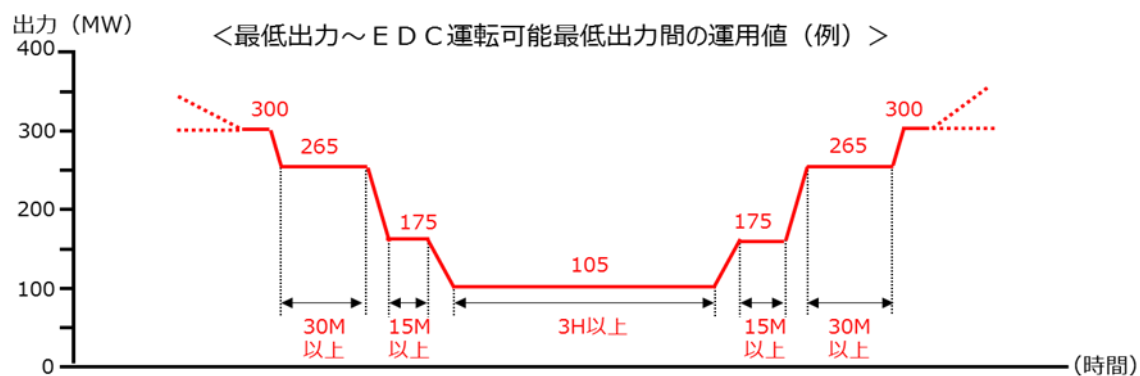 出力（MW）
＜最低出力～ＥＤＣ運転可能最低出力間の運用値（例）＞
400
300
200
100
0
300
265
175
105
175
265
300
30M
以上
15M
以上
3H以上
15M
以上
30M
以上
(時間)